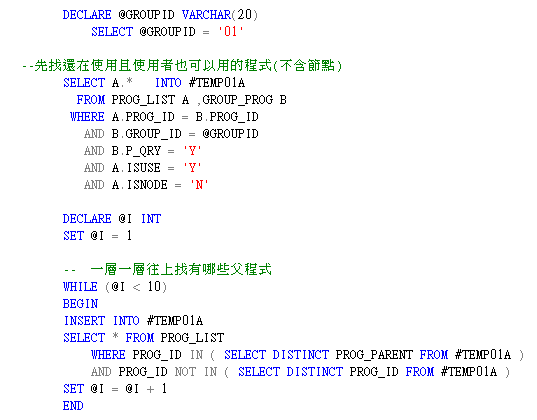 DECLARE @GROUPID VARCHAR(20)
SELECT @GROUPID = '01'
--先找還在使用且使用者也可以用的程式(不含節點)
SELECT A.* INTO #TEMP01A
FROM PROG_LIST A ,GROUP_PROG B
WHERE A.PROG_ID = B.PROG_ID
AND B.GROUP_ID = @GROUPID
AND B.P_QRY = 'Y'
AND A.ISUSE = 'Y'
AND A.ISNODE = 'N'
DECLARE @I INT
SET @I = 1
-- 一層一層往上找有哪些父程式
WHILE (@I < 10)
BEGIN
INSERT INTO #TEMP01A
SELECT * FROM PROG_LIST
WHERE PROG_ID IN ( SELECT DISTINCT PROG_PARENT FROM #TEMP01A )
AND PROG_ID NOT IN ( SELECT DISTINCT PROG_ID FROM #TEMP01A )
SET @I = @I + 1
END